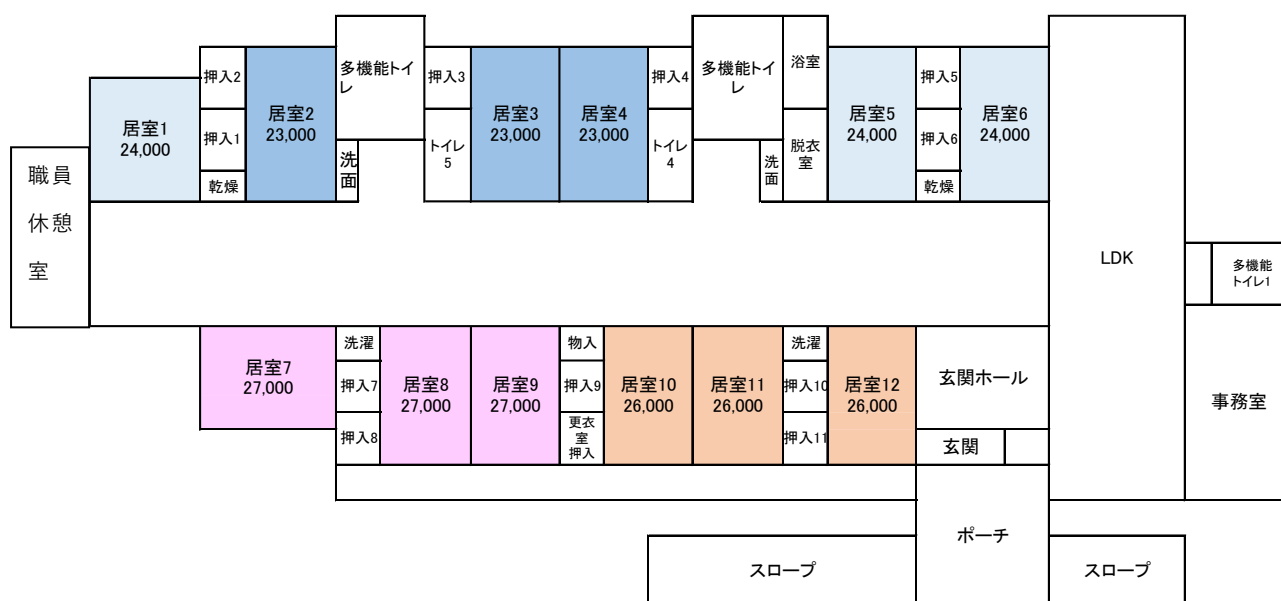 押入2
居室2
23,000
多機能トイ
レ
押入3
居室3
23,000
居室4
23,000
押入4
多機能トイ
レ
浴室
居室5
24,000
押入5
居室6
24,000
居室1
24,000
押入1
乾燥
洗
面
トイレ
5
トイレ
4
洗
面
脱衣
室
押入6
乾燥
職員
休憩
室
LDK
多機能
トイレ1
居室7
27,000
洗濯
押入7
押入8
居室8
27,000
居室9
27,000
物入
押入9
更衣
室
押入
居室10
26,000
居室11
26,000
洗濯
押入10
押入11
居室12
26,000
玄関ホール
玄関
事務室
ポーチ
スロープ
スロープ